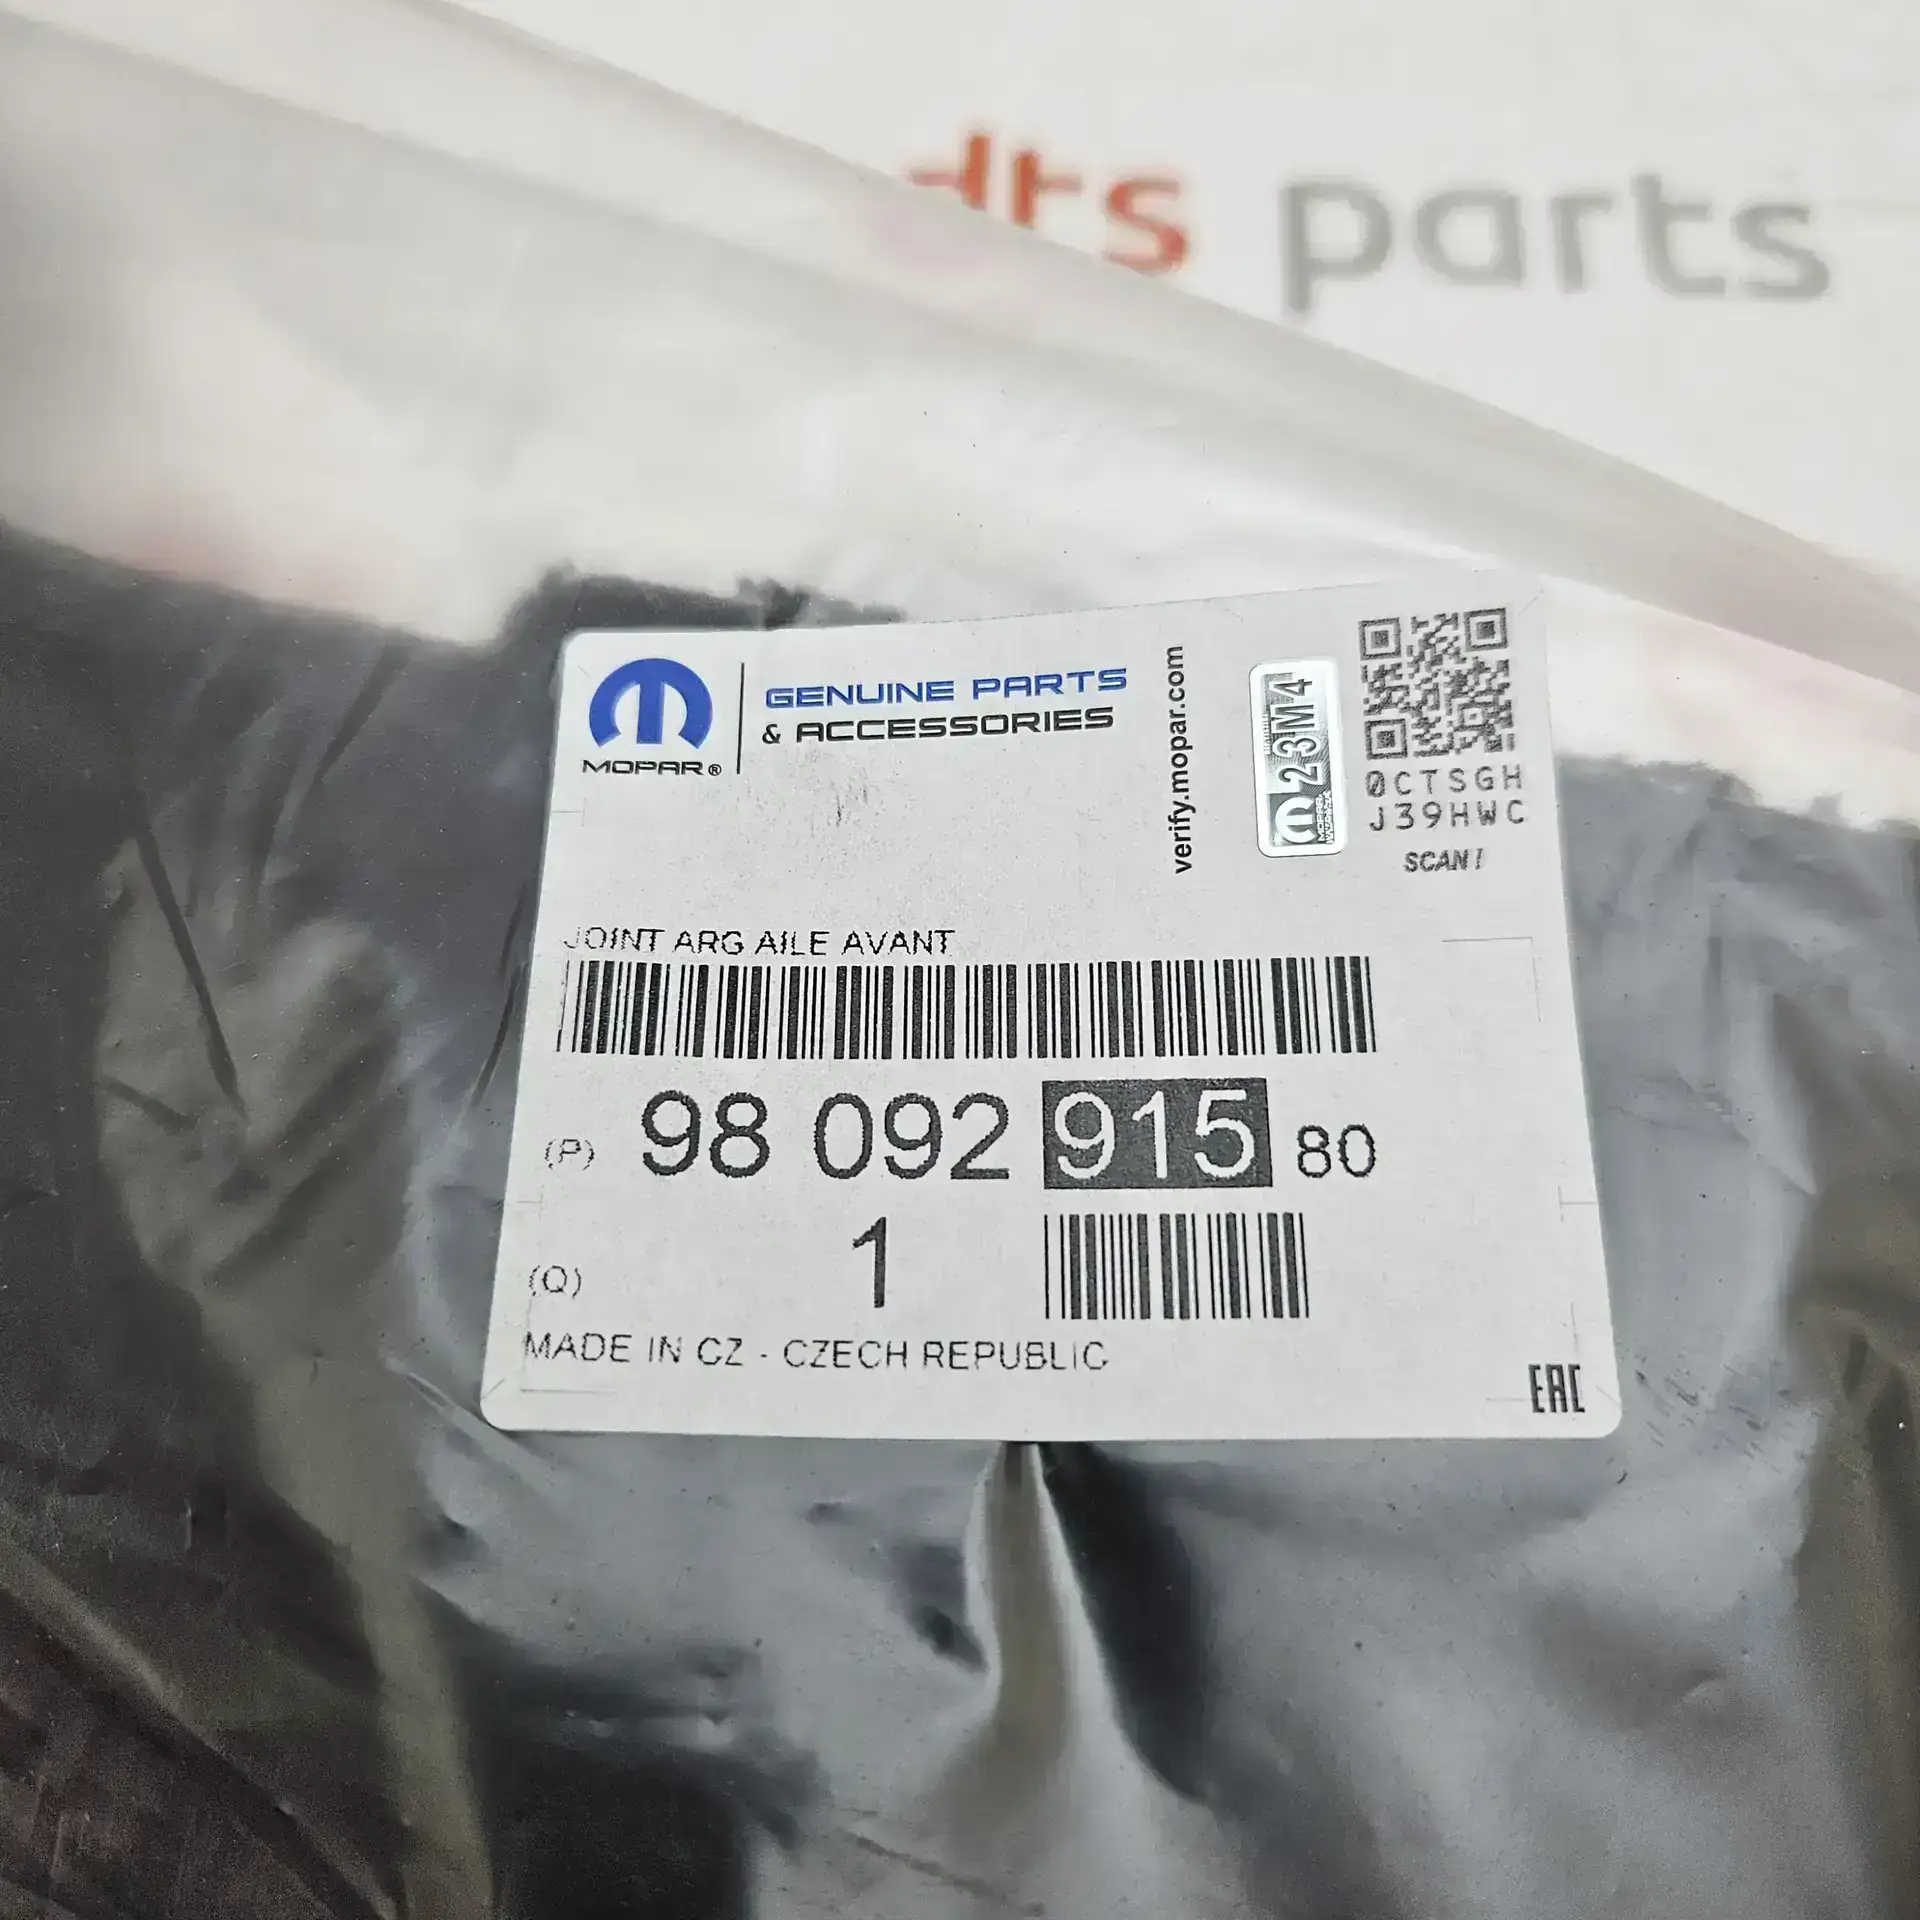 dts parts
GENUINE PARTS
& ACCESSORIES
MOPAR®
verify.mopar.com
23M4
0CTSGH
J39HWC
SCAN!
JOINT ARG AILE AVANT
(P) 98 092 915 80
(Q) 1
MADE IN CZ - CZECH REPUBLIC
EAC